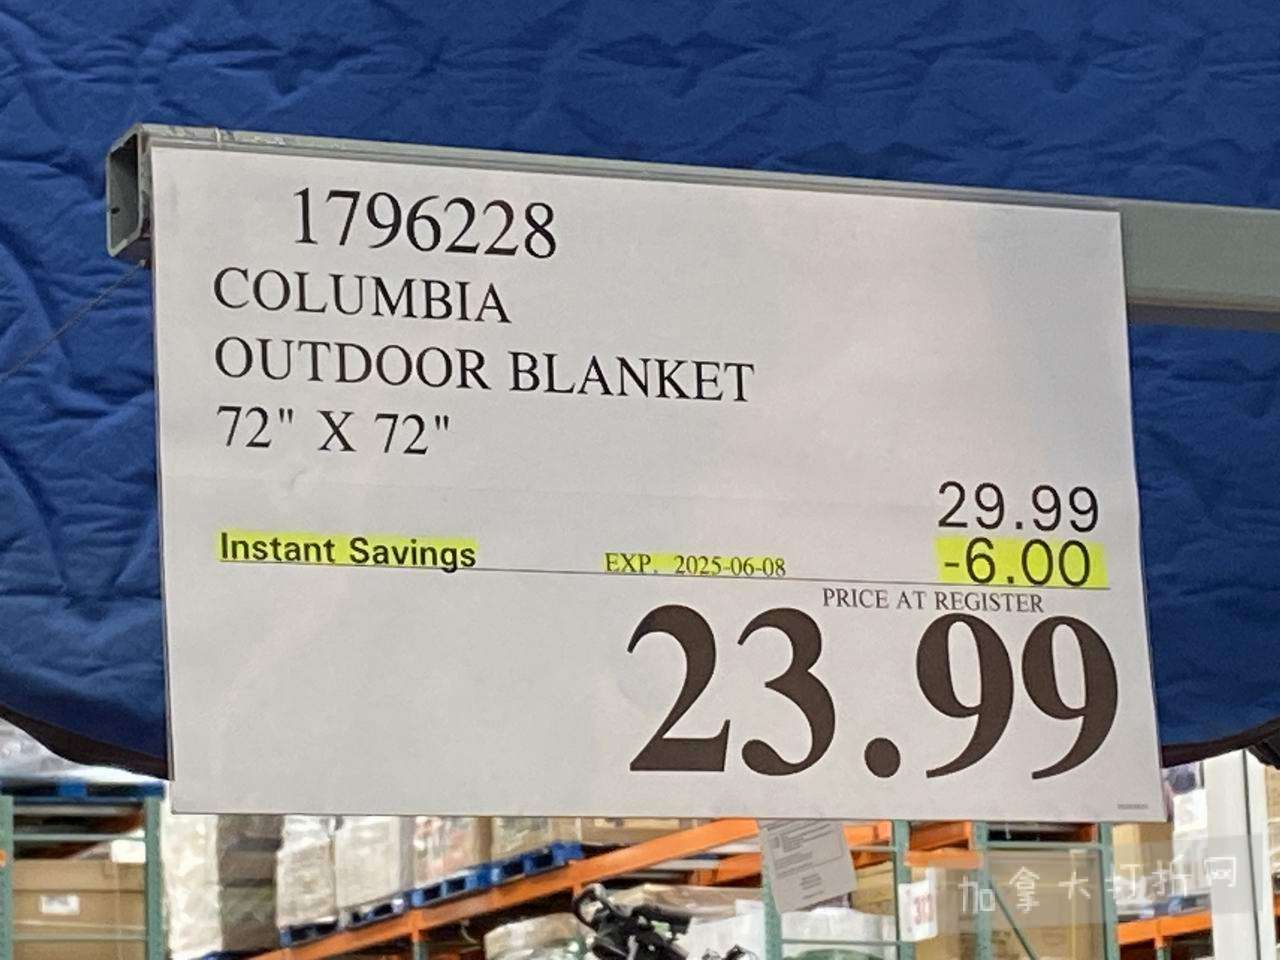 1796228
COLUMBIA
OUTDOOR BLANKET
72" X 72"
29.99
Instant Savings EXP. 2025-06-08 -6.00
PRICE AT REGISTER
23.99
加拿大打折网